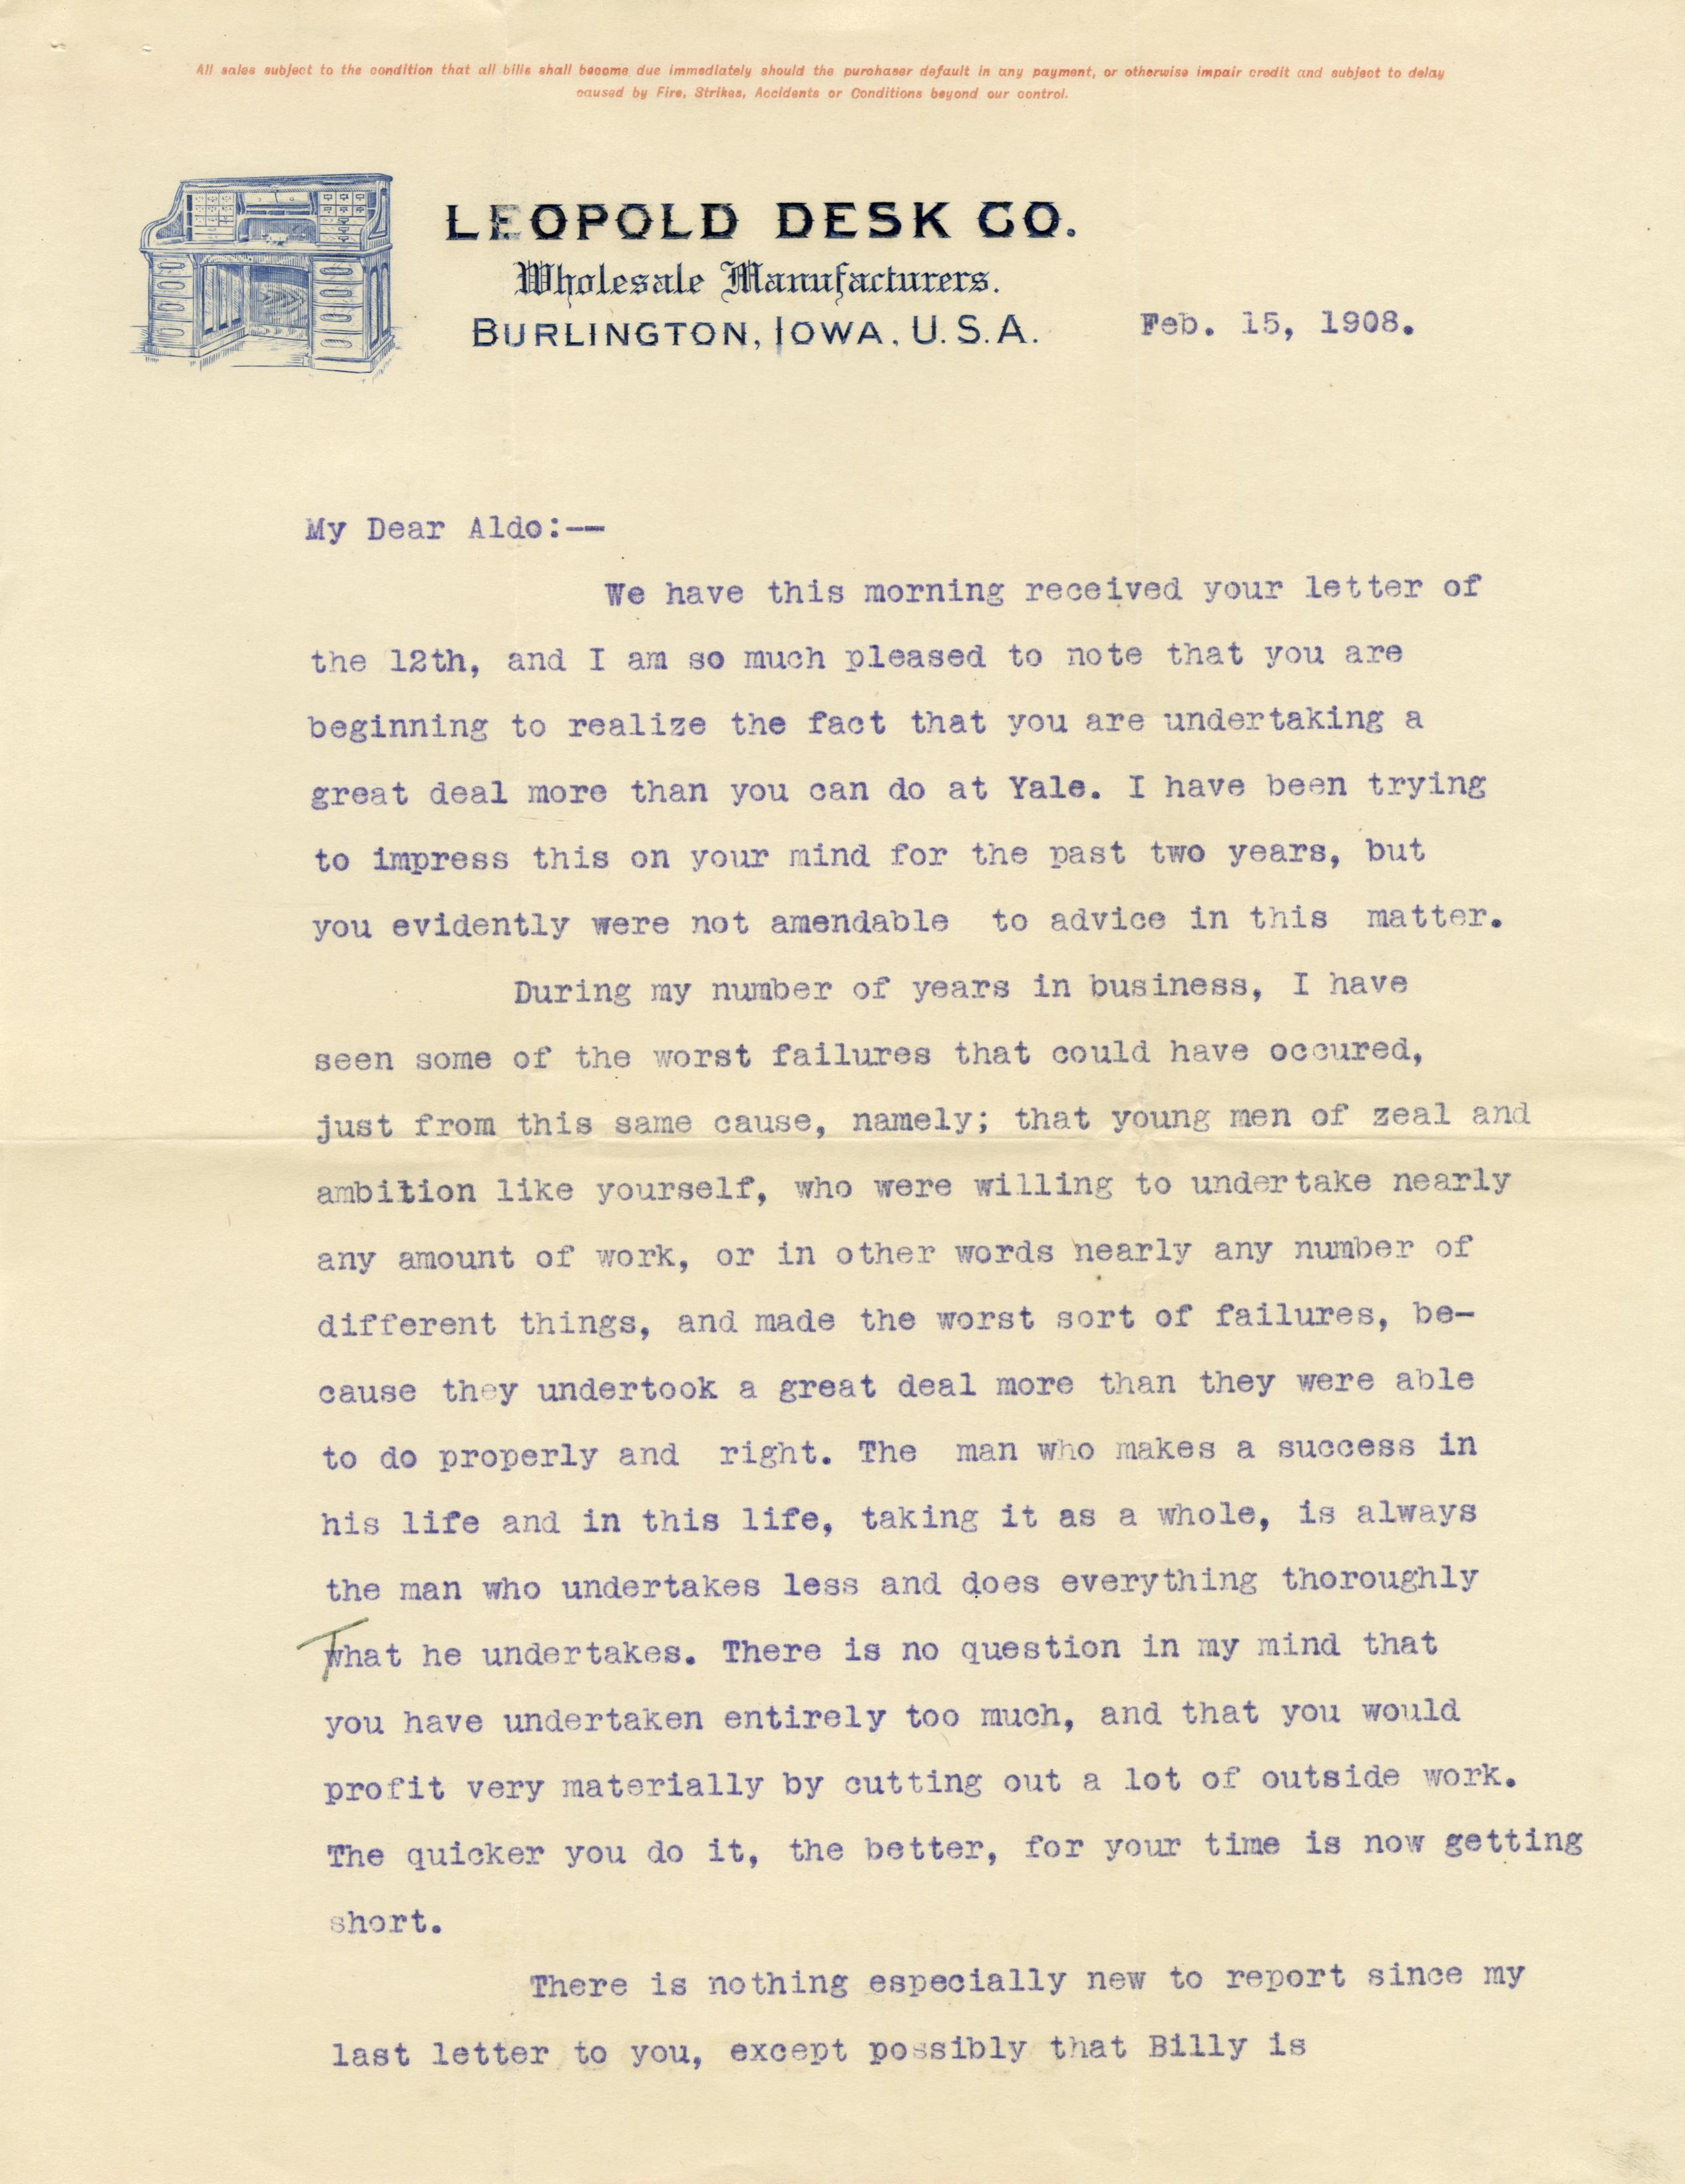 All sales subject to the condition that all bills shall become due immediately should the purchaser default in any payment, or otherwise impair credit and subject to delay
caused by Fire, Strikes, Accidents or Conditions beyond our control.
LEOPOLD DESK CO.
Wholesale Manufacturers.
BURLINGTON, IOWA, U.S.A.
Feb. 15, 1908.
My Dear Aldo:--
We have this morning received your letter of
the 12th, and I am so much pleased to note that you are
beginning to realize the fact that you are undertaking a
great deal more than you can do at Yale. I have been trying
to impress this on your mind for the past two years, but
you evidently were not amendable to advice in this matter.
During my number of years in business, I have
seen some of the worst failures that could have occured,
just from this same cause, namely; that young men of zeal and
ambition like yourself, who were willing to undertake nearly
any amount of work, or in other words nearly any number of
different things, and made the worst sort of failures, be-
cause they undertook a great deal more than they were able
to do properly and right. The man who makes a success in
his life and in this life, taking it as a whole, is always
the man who undertakes less and does everything thoroughly
That he undertakes. There is no question in my mind that
you have undertaken entirely too much, and that you would
profit very materially by cutting out a lot of outside work.
The quicker you do it, the better, for your time is now getting
short.
There is nothing especially new to report since my
last letter to you, except possibly that Billy is